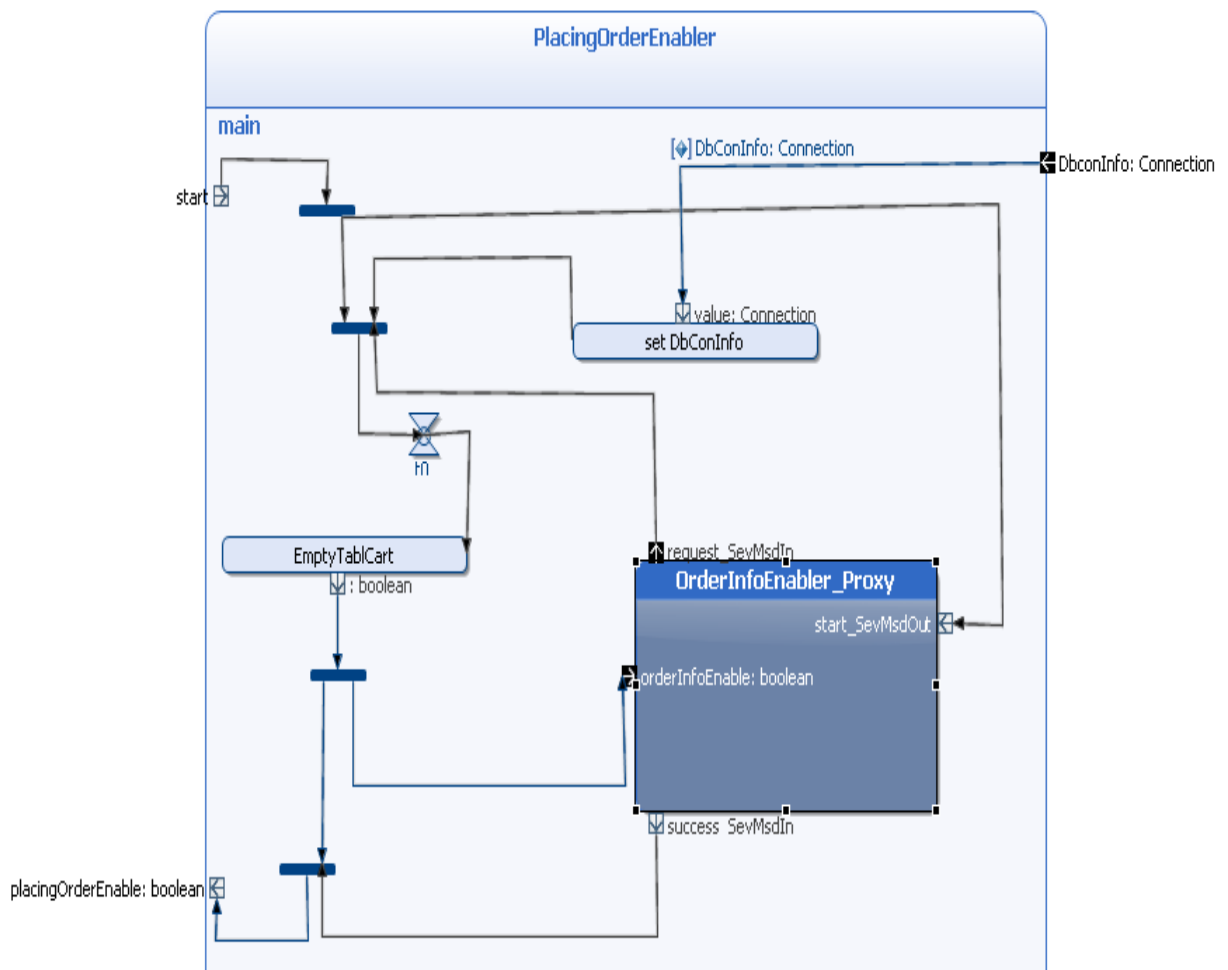 PlacingOrderEnabler
main
DbConInfo: Connection
DbconInfo: Connection
start
value: Connection
set DbConInfo
EmptyTablCart
: boolean
request_SevMsdIn
OrderInfoEnabler_Proxy
start_SevMsdOut
orderInfoEnable: boolean
success_SevMsdIn
placingOrderEnable: boolean